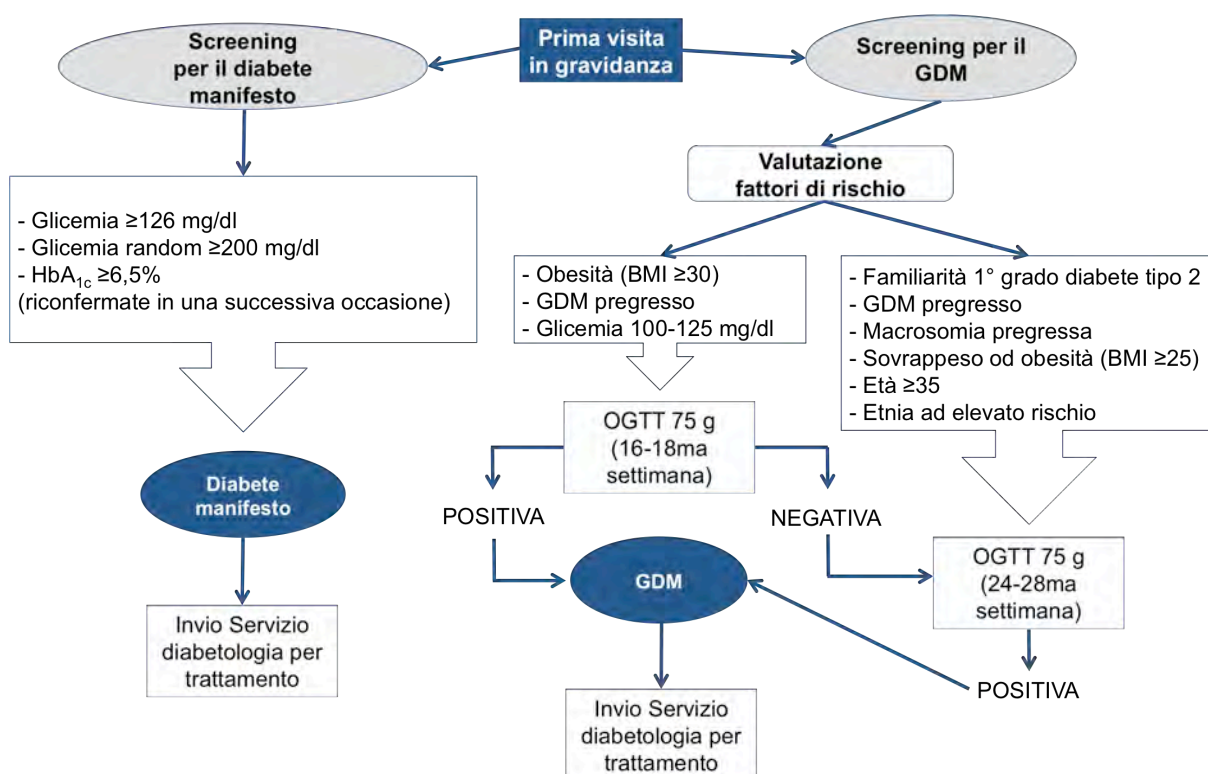 Prima visita
in gravidanza
Screening
per il diabete
manifesto
Screening per il
GDM
- Glicemia ≥126 mg/dl
- Glicemia random ≥200 mg/dl
- HbA1c ≥6,5%
(riconfermate in una successiva occasione)
Diabete
manifesto
Invio Servizio
diabetologia per
trattamento
Valutazione
fattori di rischio
- Obesità (BMI ≥30)
- GDM pregresso
- Glicemia 100-125 mg/dl
- Familiarità 1° grado diabete tipo 2
- GDM pregresso
- Macrosomia pregressa
- Sovrappeso od obesità (BMI ≥25)
- Età ≥35
- Etnia ad elevato rischio
OGTT 75 g
(16-18ma
settimana)
POSITIVA
NEGATIVA
GDM
OGTT 75 g
(24-28ma
settimana)
POSITIVA
Invio Servizio
diabetologia per
trattamento